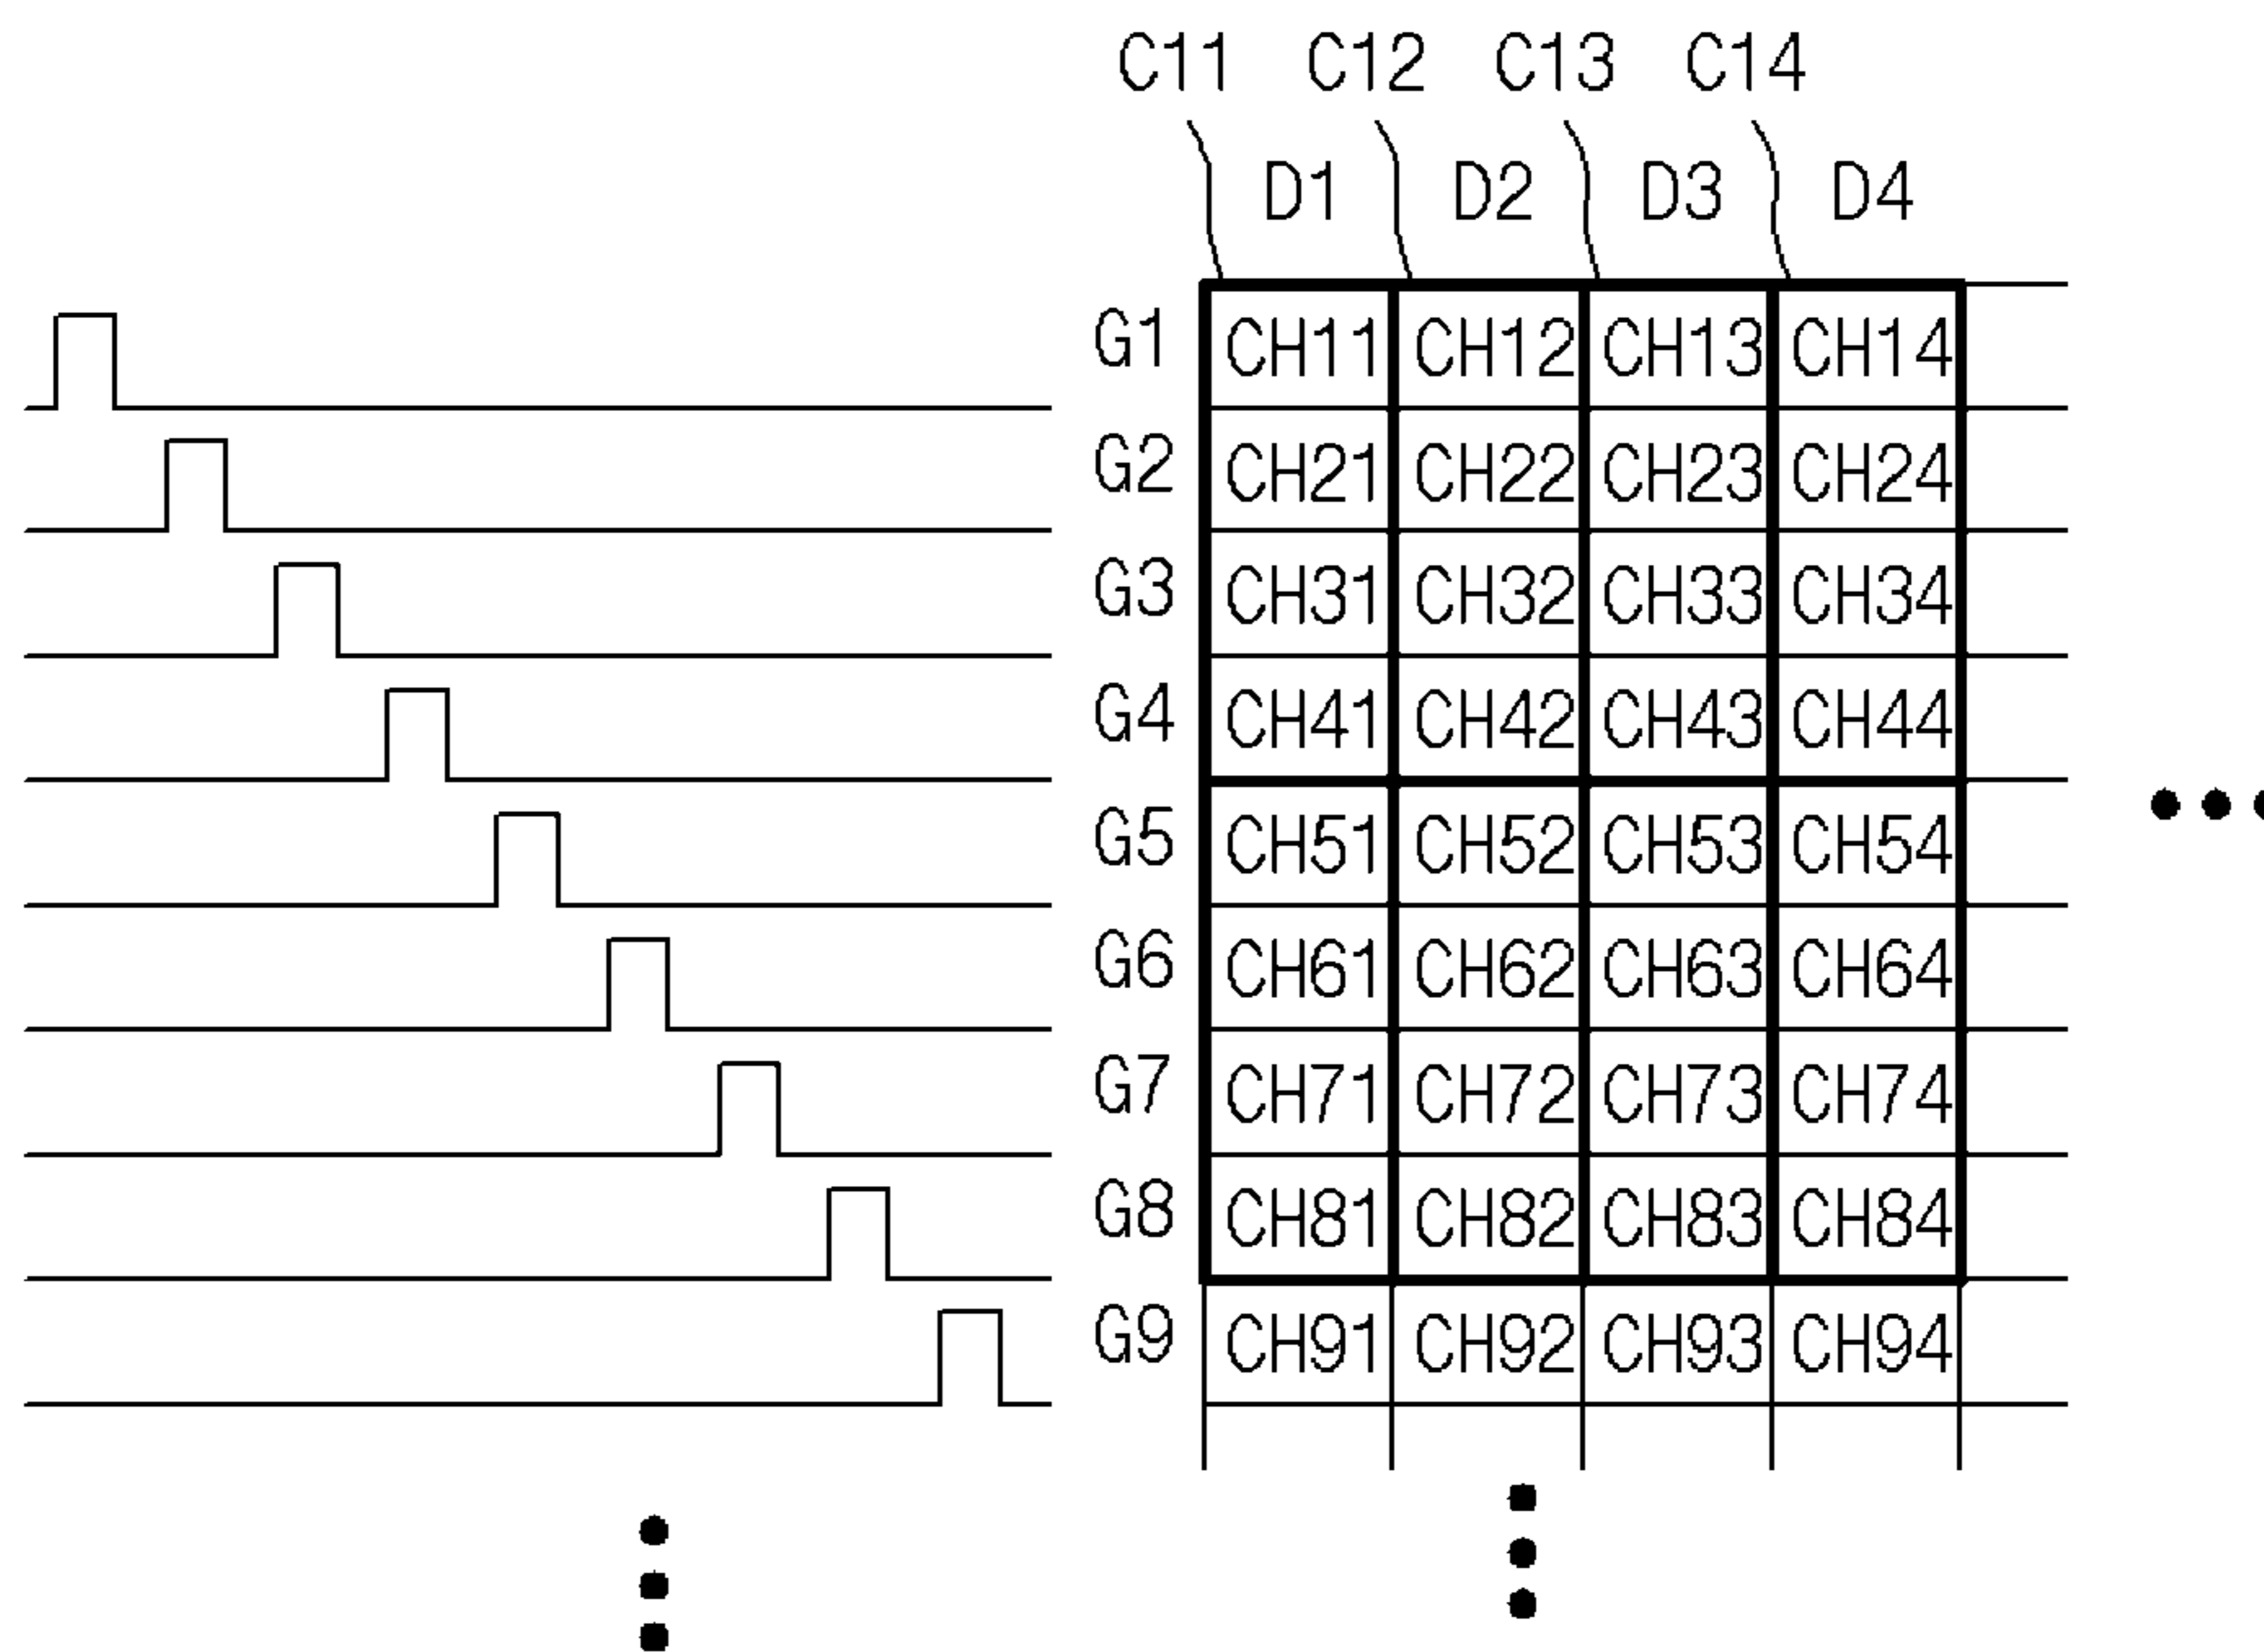 C11 C12 C13 C14
D1 D2 D3 D4
G1 CH11 CH12 CH13 CH14
G2 CH21 CH22 CH23 CH24
G3 CH31 CH32 CH33 CH34
G4 CH41 CH42 CH43 CH44
G5 CH51 CH52 CH53 CH54
G6 CH61 CH62 CH63 CH64
G7 CH71 CH72 CH73 CH74
G8 CH81 CH82 CH83 CH84
G9 CH91 CH92 CH93 CH94